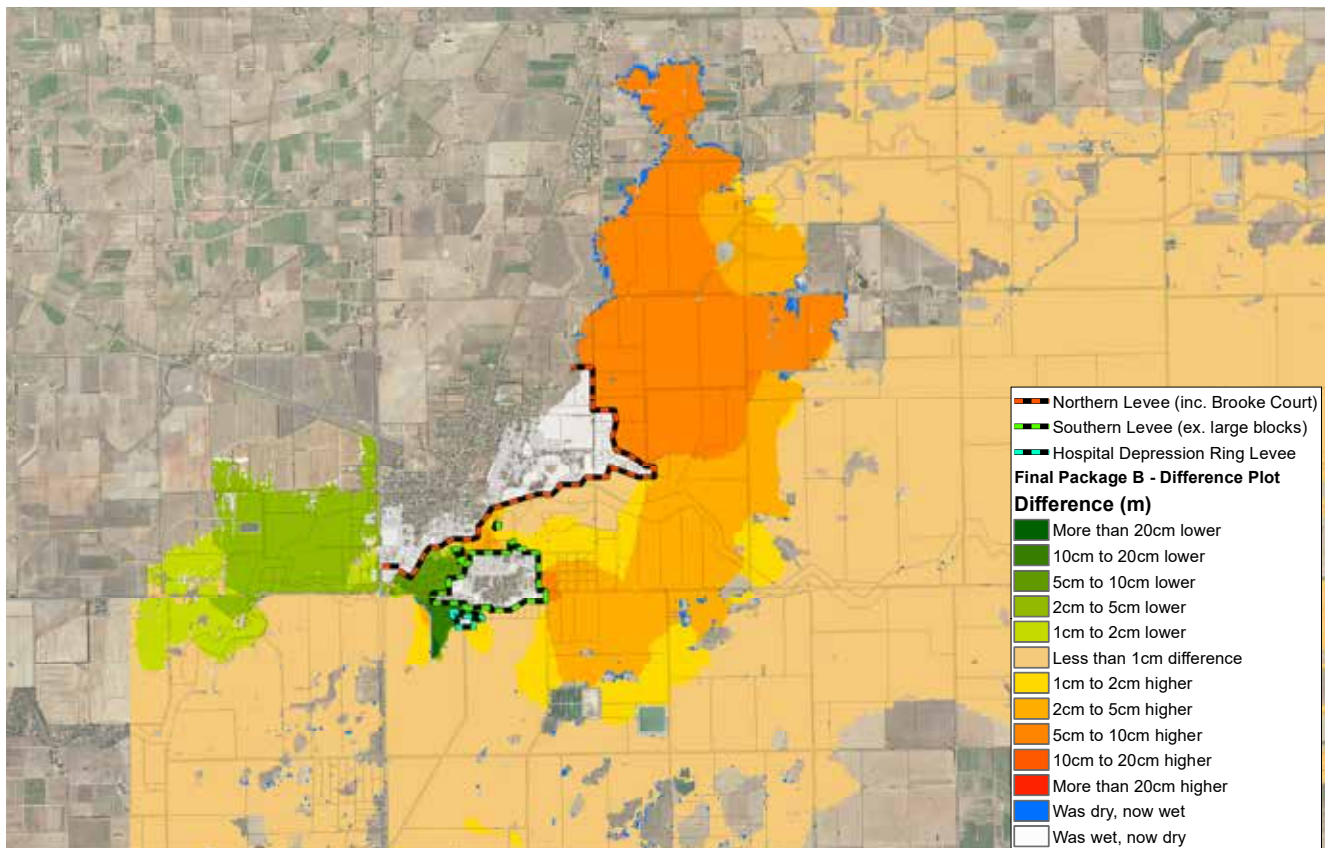 Northern Levee (inc. Brooke Court)
Southern Levee (ex. large blocks)
Hospital Depression Ring Levee
Final Package B - Difference Plot
Difference (m)
More than 20cm lower
10cm to 20cm lower
5cm to 10cm lower
2cm to 5cm lower
1cm to 2cm lower
Less than 1cm difference
1cm to 2cm higher
2cm to 5cm higher
5cm to 10cm higher
10cm to 20cm higher
More than 20cm higher
Was dry, now wet
Was wet, now dry